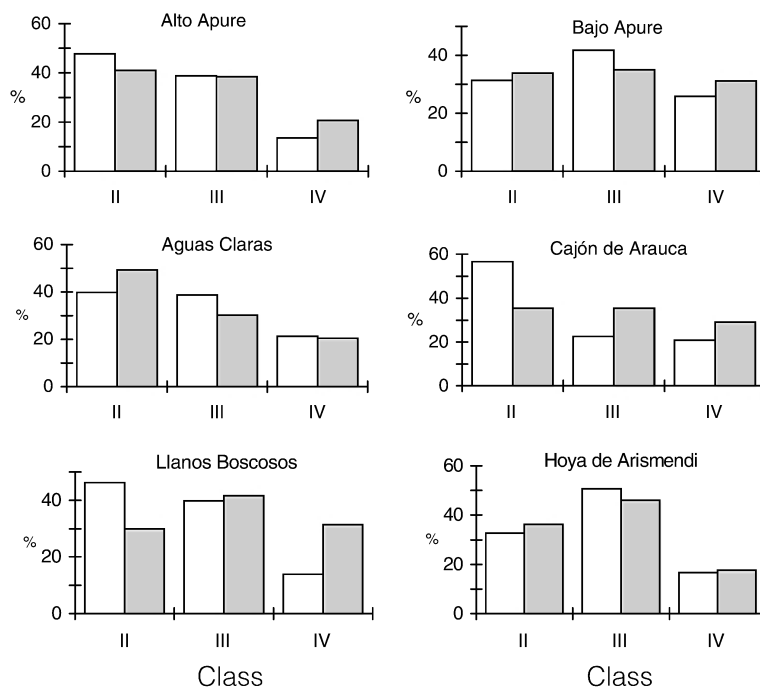 Alto Apure
60
40
%
20
0
II III IV
Bajo Apure
40
%
20
0
II III IV
Aguas Claras
60
40
%
20
0
II III IV
Cajón de Arauca
60
40
%
20
0
II III IV
Llanos Boscosos
40
%
20
0
II III IV
Class
Hoya de Arismendi
60
40
%
20
0
II III IV
Class